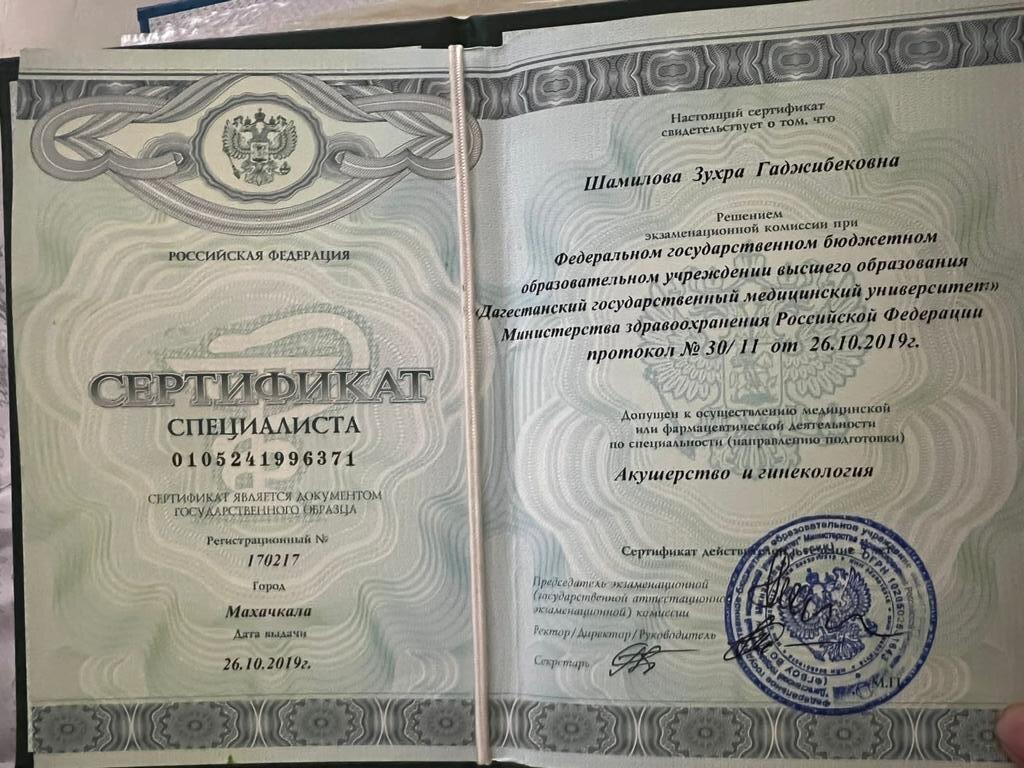 РОССИЙСКАЯ ФЕДЕРАЦИЯ
СЕРТИФИКАТ
СПЕЦИАЛИСТА
0105241996371
СЕРТИФИКАТ ЯВЛЯЕТСЯ ДОКУМЕНТОМ
ГОСУДАРСТВЕННОГО ОБРАЗЦА
Регистрационный №
170217
Город
Махачкала
Дата выдачи
26.10.2019г.
Настоящий сертификат
свидетельствует о том, что
Шамилова Зухра Гаджибековна
Решением
экзаменационной комиссии при
Федеральном государственном бюджетном
образовательном учреждении высшего образования
«Дагестанский государственный медицинский университет»
Министерства здравоохранения Российской Федерации
протокол № 30/ 11 от 26.10.2019г.
Допущен к осуществлению медицинской
или фармацевтической деятельности
по специальности (направлению подготовки)
Акушерство и гинекология
Сертификат
Председатель экзаменационной
(государственной аттестационно
экзаменационной) комиссии
Ректор/Директор/Руководитель
Секретарь
М.П.